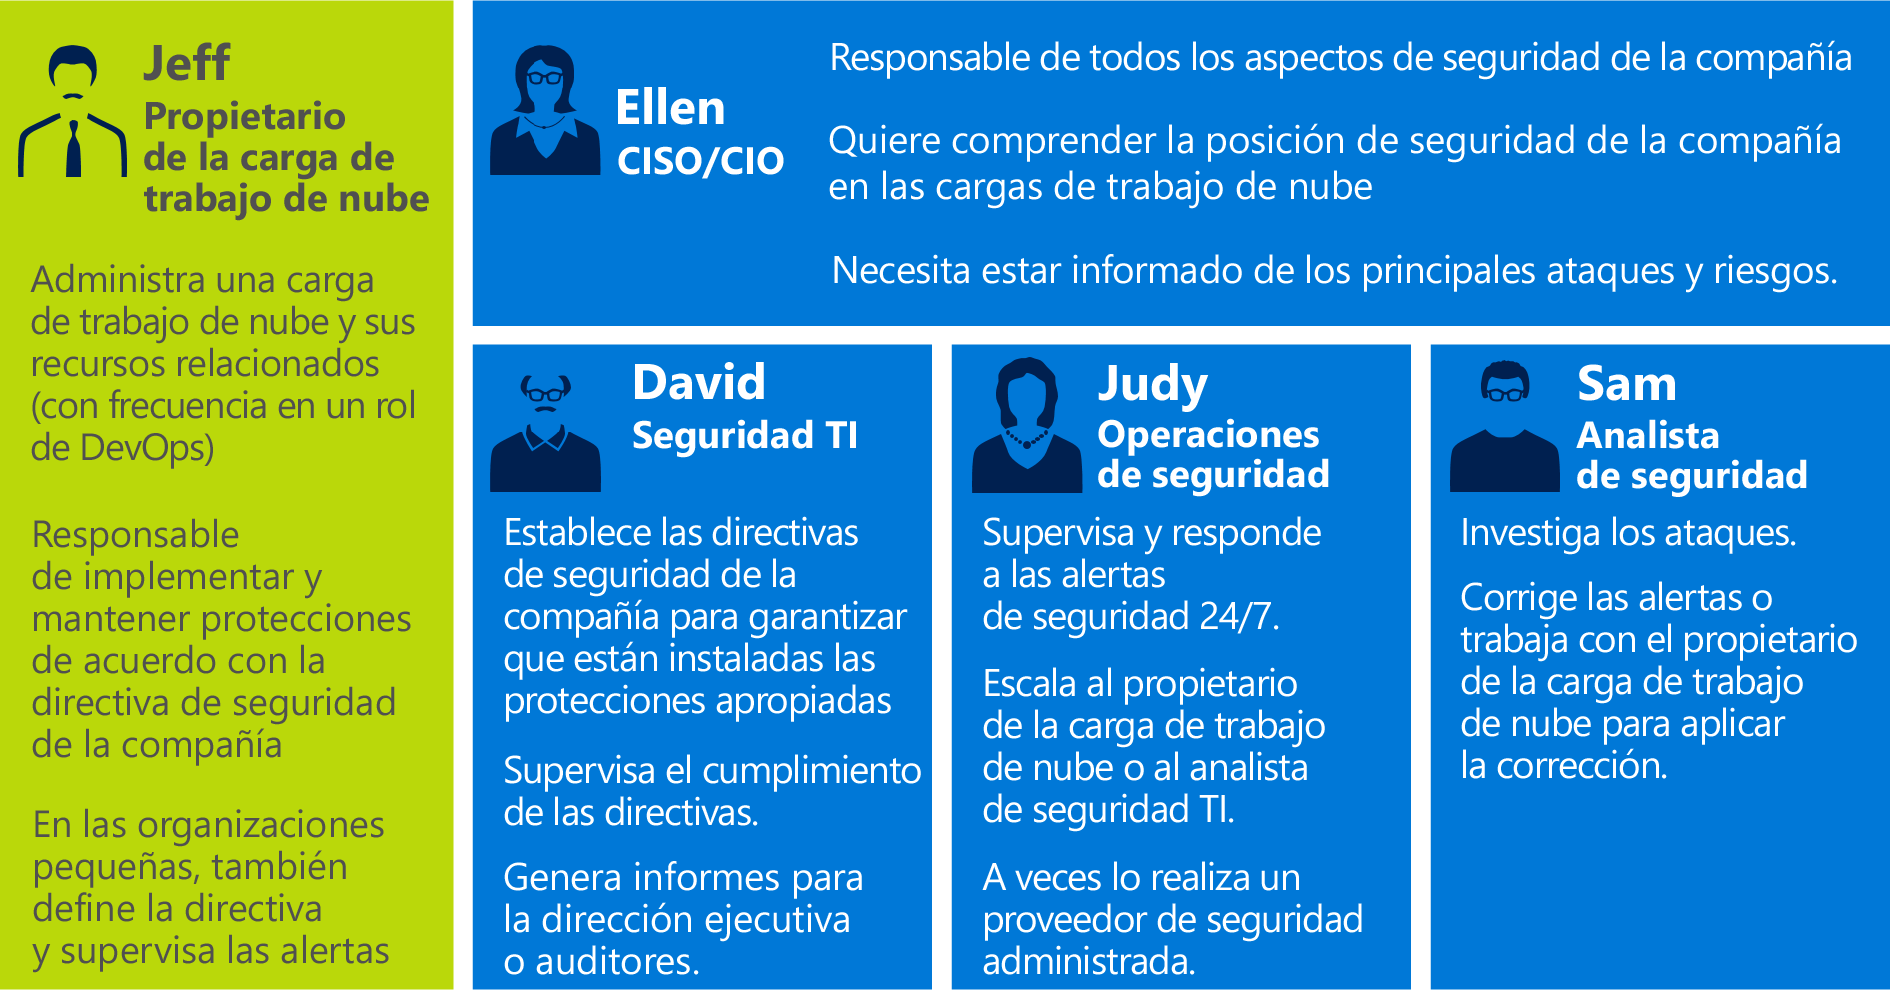 Jeff
Propietario
de la carga de
trabajo de nube
Administra una carga
de trabajo de nube y sus
recursos relacionados
(con frecuencia en un rol
de DevOps)
Responsable
de implementar y
mantener protecciones
de acuerdo con la
directiva de seguridad
de la compañía
En las organizaciones
pequeñas, también
define la directiva
y supervisa las alertas
Ellen
CISO/CIO
Responsable de todos los aspectos de seguridad de la compañía
Quiere comprender la posición de seguridad de la compañía
en las cargas de trabajo de nube
Necesita estar informado de los principales ataques y riesgos.
David
Seguridad TI
Establece las directivas
de seguridad de la
compañía para garantizar
que están instaladas las
protecciones apropiadas
Supervisa el cumplimiento
de las directivas.
Genera informes para
la dirección ejecutiva
o auditores.
Judy
Operaciones
de seguridad
Supervisa y responde
a las alertas
de seguridad 24/7.
Escala al propietario
de la carga de trabajo
de nube o al analista
de seguridad TI.
A veces lo realiza un
proveedor de seguridad
administrada.
Sam
Analista
de seguridad
Investiga los ataques.
Corrige las alertas o
trabaja con el propietario
de la carga de trabajo
de nube para aplicar
la corrección.